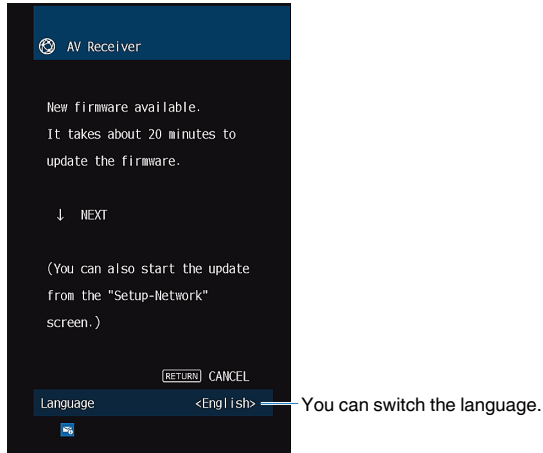 AV Receiver
New firmware available.
It takes about 20 minutes to
update the firmware.
↓ NEXT
(You can also start the update
from the "Setup-Network"
screen.)
RETURN CANCEL
Language <English>
You can switch the language.